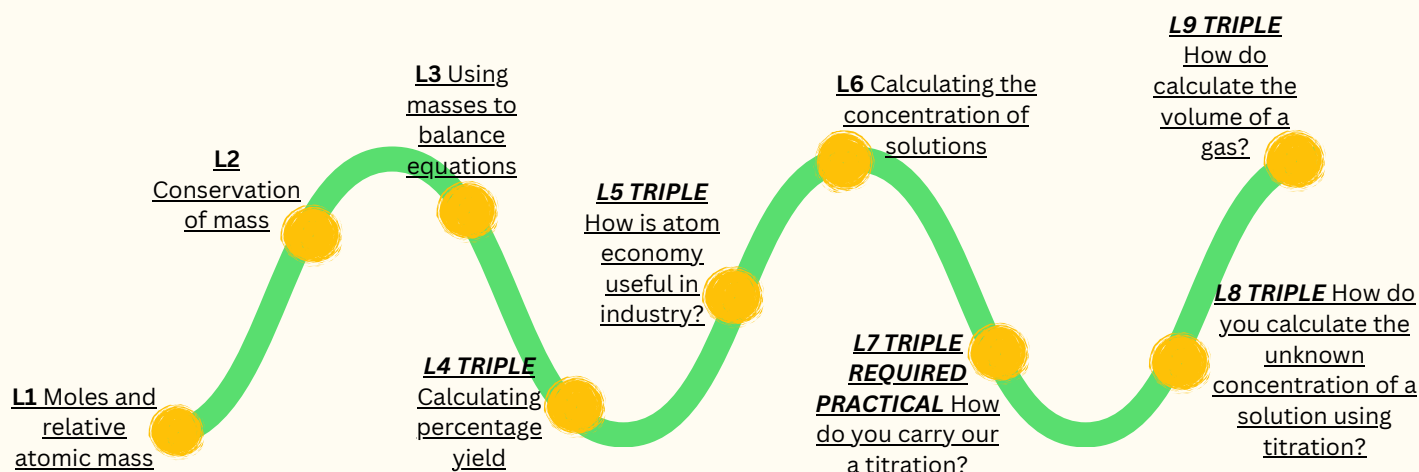 L1 Moles and
relative
atomic mass
L2
Conservation
of mass
L3 Using
masses to
balance
equations
L4 TRIPLE
Calculating
percentage
yield
L5 TRIPLE
How is atom
economy
useful in
industry?
L6 Calculating the
concentration of
solutions
L7 TRIPLE
REQUIRED
PRACTICAL How
do you carry our
a titration?
L8 TRIPLE How do
you calculate the
unknown
concentration of a
solution using
titration?
L9 TRIPLE
How do
calculate the
volume of a
gas?